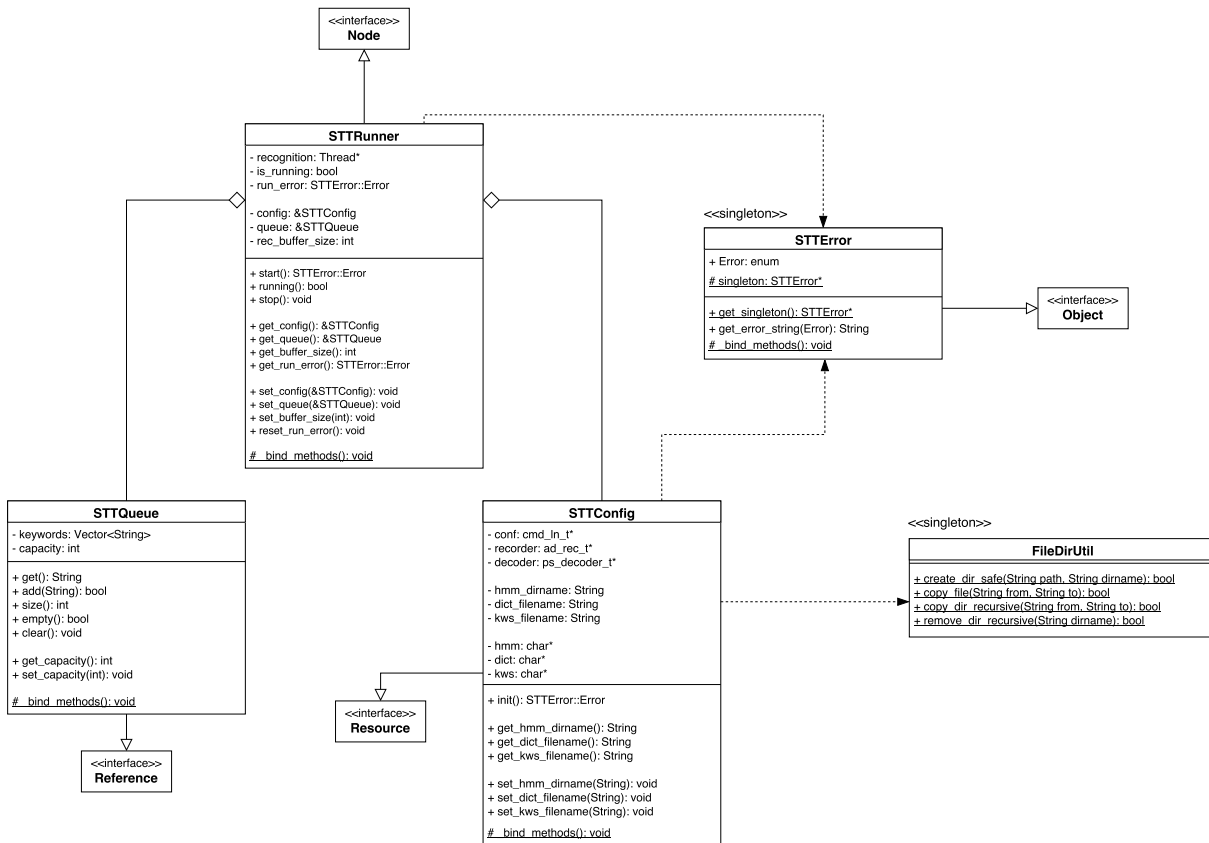 <<interface>>
Node
STTRunner
- recognition: Thread*
- is_running: bool
- run_error: STTError::Error
- config: &STTConfig
- queue: &STTQueue
- rec_buffer_size: int
+ start(): STTError::Error
+ running(): bool
+ stop(): void
+ get_config(): &STTConfig
+ get_queue(): &STTQueue
+ get_buffer_size(): int
+ get_run_error(): STTError::Error
+ set_config(&STTConfig): void
+ set_queue(&STTQueue): void
+ set_buffer_size(int): void
+ reset_run_error(): void
# _bind_methods(): void
<<singleton>>
STTError
+ Error: enum
# singleton: STTError*
+ get_singleton(): STTError*
+ get_error_string(Error): String
# _bind_methods(): void
<<interface>>
Object
STTQueue
- keywords: Vector<String>
- capacity: int
+ get(): String
+ add(String): bool
+ size(): int
+ empty(): bool
+ clear(): void
+ get_capacity(): int
+ set_capacity(int): void
# _bind_methods(): void
<<interface>>
Reference
STTConfig
- conf: cmd_ln_t*
- recorder: ad_rec_t*
- decoder: ps_decoder_t*
- hmm_dirname: String
- dict_filename: String
- kws_filename: String
- hmm: char*
- dict: char*
- kws: char*
+ init(): STTError::Error
+ get_hmm_dirname(): String
+ get_dict_filename(): String
+ get_kws_filename(): String
+ set_hmm_dirname(String): void
+ set_dict_filename(String): void
+ set_kws_filename(String): void
# _bind_methods(): void
<<interface>>
Resource
<<singleton>>
FileDirUtil
+ create_dir_safe(String path, String dirname): bool
+ copy_file(String from, String to): bool
+ copy_dir_recursive(String from, String to): bool
+ remove_dir_recursive(String dirname): bool